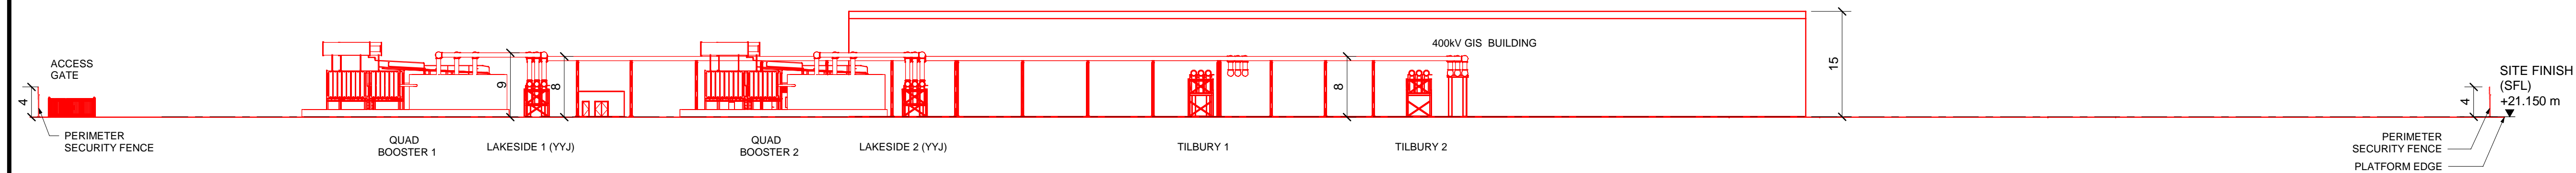 ACCESS
GATE
4
PERIMETER
SECURITY FENCE
QUAD
BOOSTER 1
9
LAKESIDE 1 (YYJ)
8
QUAD
BOOSTER 2
LAKESIDE 2 (YYJ)
TILBURY 1
8
TILBURY 2
400kV GIS BUILDING
15
4
SITE FINISH
(SFL)
+21.150 m
PERIMETER
SECURITY FENCE
PLATFORM EDGE